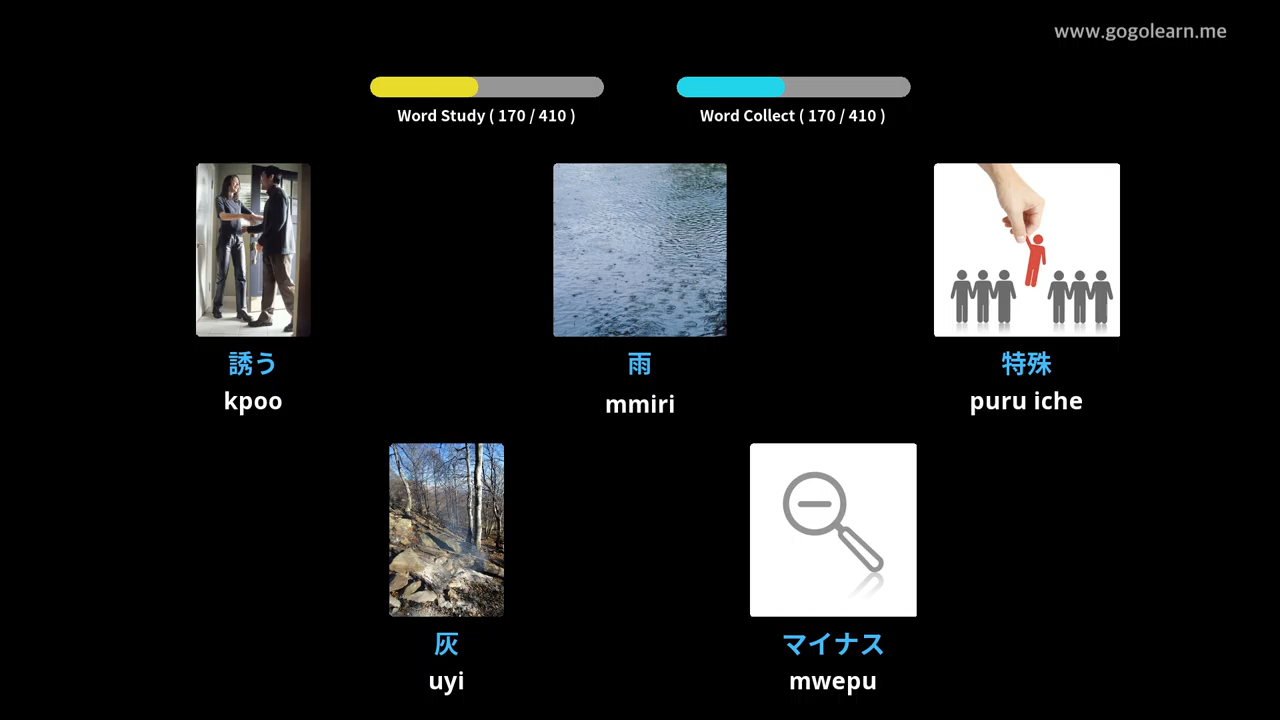 www.gogolearn.me
Word Study ( 170 / 410 )
Word Collect ( 170 / 410 )
誘う
kpoo
雨
mmiri
特殊
puru iche
灰
uyi
マイナス
mwepu